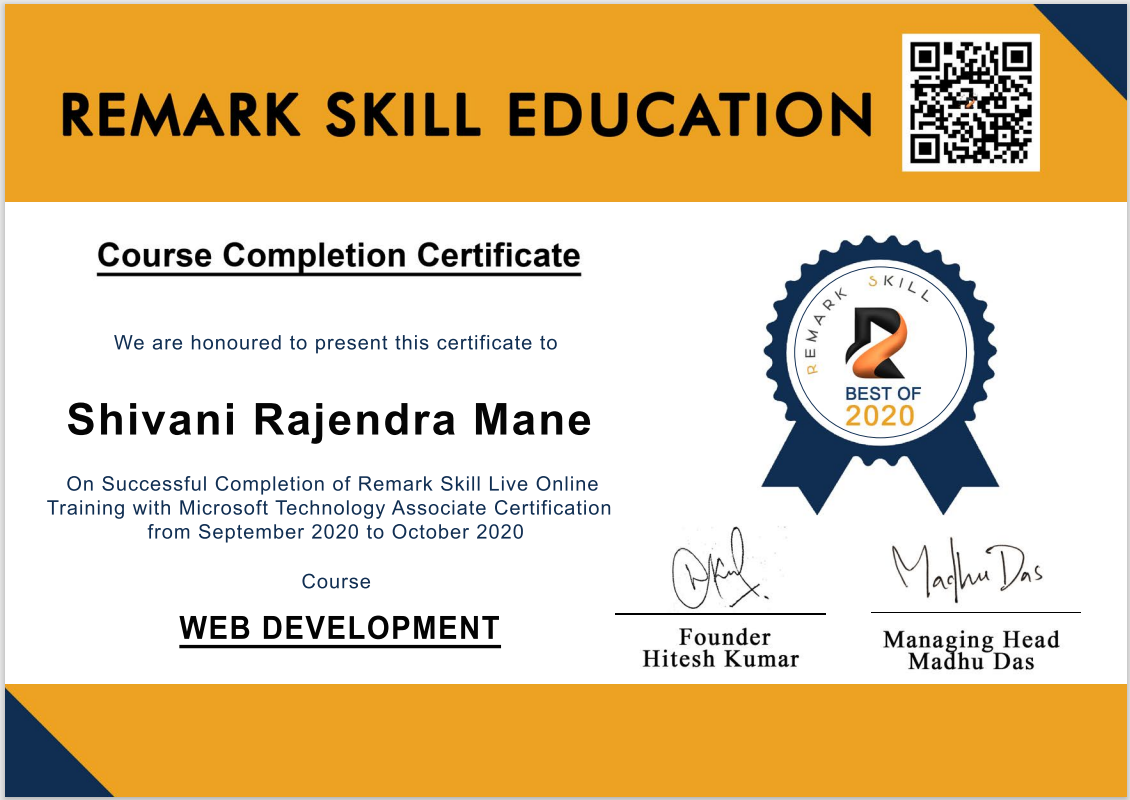 REMARK SKILL EDUCATION
Course Completion Certificate
We are honoured to present this certificate to
Shivani Rajendra Mane
On Successful Completion of Remark Skill Live Online
Training with Microsoft Technology Associate Certification
from September 2020 to October 2020
Course
WEB DEVELOPMENT
REMARK SKILL
BEST OF
2020
Founder
Hitesh Kumar
Madhu Das
Managing Head
Madhu Das